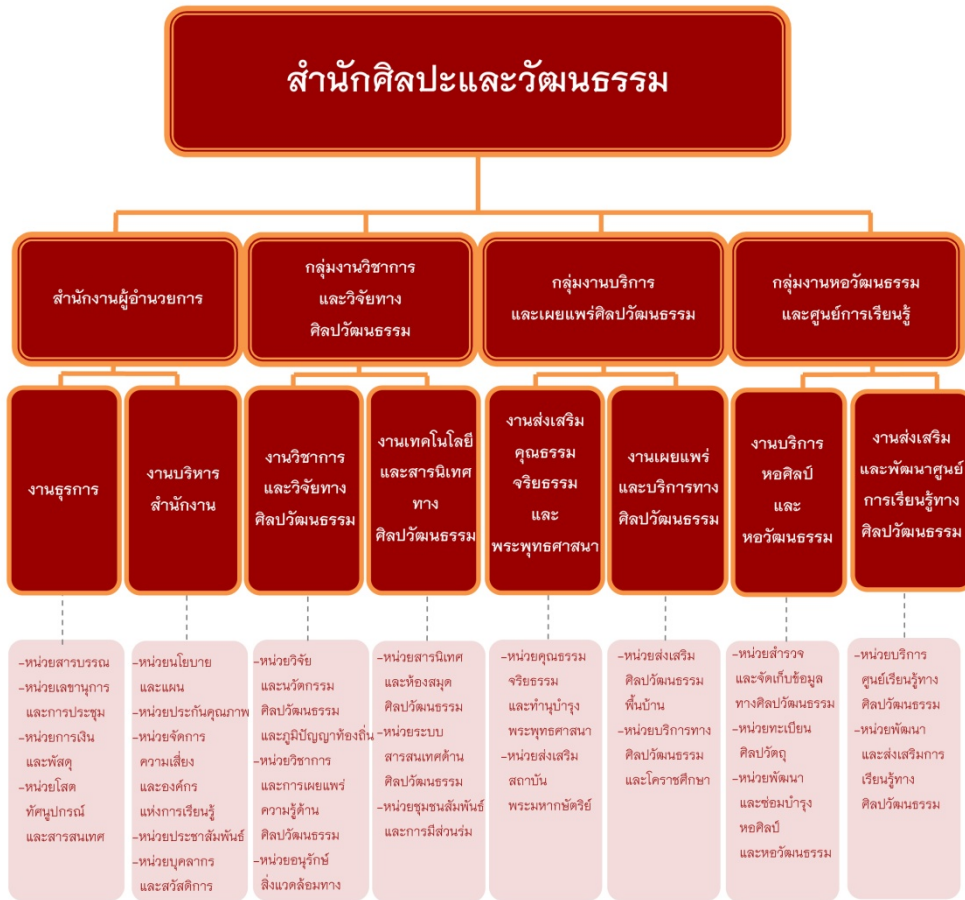 สำนักศิลปะและวัฒนธรรม
สำนักงานผู้อำนวยการ
กลุ่มงานวิชาการ
และวิจัยทาง
ศิลปวัฒนธรรม
กลุ่มงานบริการ
และเผยแพร่ศิลปวัฒนธรรม
กลุ่มงานหอวัฒนธรรม
และศูนย์การเรียนรู้
งานธุรการ
งานบริหาร
สำนักงาน
งานวิชาการ
และวิจัยทาง
ศิลปวัฒนธรรม
งานเทคโนโลยี
และสารนิเทศ
ทาง
ศิลปวัฒนธรรม
งานส่งเสริม
คุณธรรม
จริยธรรม
และ
พระพุทธศาสนา
งานเผยแพร่
และบริการทาง
ศิลปวัฒนธรรม
งานบริการ
หอศิลป์
และ
หอวัฒนธรรม
งานส่งเสริม
และพัฒนาศูนย์
การเรียนรู้ทาง
ศิลปวัฒนธรรม
-หน่วยสารบรรณ
-หน่วยเลขานุการ
และการประชุม
-หน่วยการเงิน
และพัสดุ
-หน่วยโสต
ทัศนูปกรณ์
และสารสนเทศ
-หน่วยนโยบาย
และแผน
-หน่วยประกันคุณภาพ
-หน่วยจัดการ
ความเสี่ยง
และองค์กร
แห่งการเรียนรู้
-หน่วยประชาสัมพันธ์
-หน่วยบุคลากร
และสวัสดิการ
-หน่วยวิจัย
และนวัตกรรม
ศิลปวัฒนธรรม
และภูมิปัญญาท้องถิ่น
-หน่วยวิชาการ
และการเผยแพร่
ความรู้ด้าน
ศิลปวัฒนธรรม
-หน่วยอนุรักษ์
สิ่งแวดล้อมทาง
-หน่วยสารนิเทศ
และห้องสมุด
ศิลปวัฒนธรรม
-หน่วยระบบ
สารสนเทศด้าน
ศิลปวัฒนธรรม
-หน่วยชุมชนสัมพันธ์
และการมีส่วนร่ม
-หน่วยคุณธรรม
จริยธรรม
และทำนุบำรุง
พระพุทธศาสนา
-หน่วยส่งเสริม
สถาบัน
พระมหากษัตริย์
-หน่วยส่งเสริม
ศิลปวัฒนธรรม
พื้นบ้าน
-หน่วยบริการทาง
ศิลปวัฒนธรรม
และโคราชศึกษา
-หน่วยสำรวจ
และจัดเก็บข้อมูล
ทางศิลปวัฒนธรรม
-หน่วยทะเบียน
ศิลปวัตถุ
-หน่วยพัฒนา
และซ่อมบำรุง
หอศิลป์
และหอวัฒนธรรม
-หน่วยบริการ
ศูนย์เรียนรู้ทาง
ศิลปวัฒนธรรม
-หน่วยพัฒนา
และส่งเสริมการ
เรียนรู้ทาง
ศิลปวัฒนธรรม